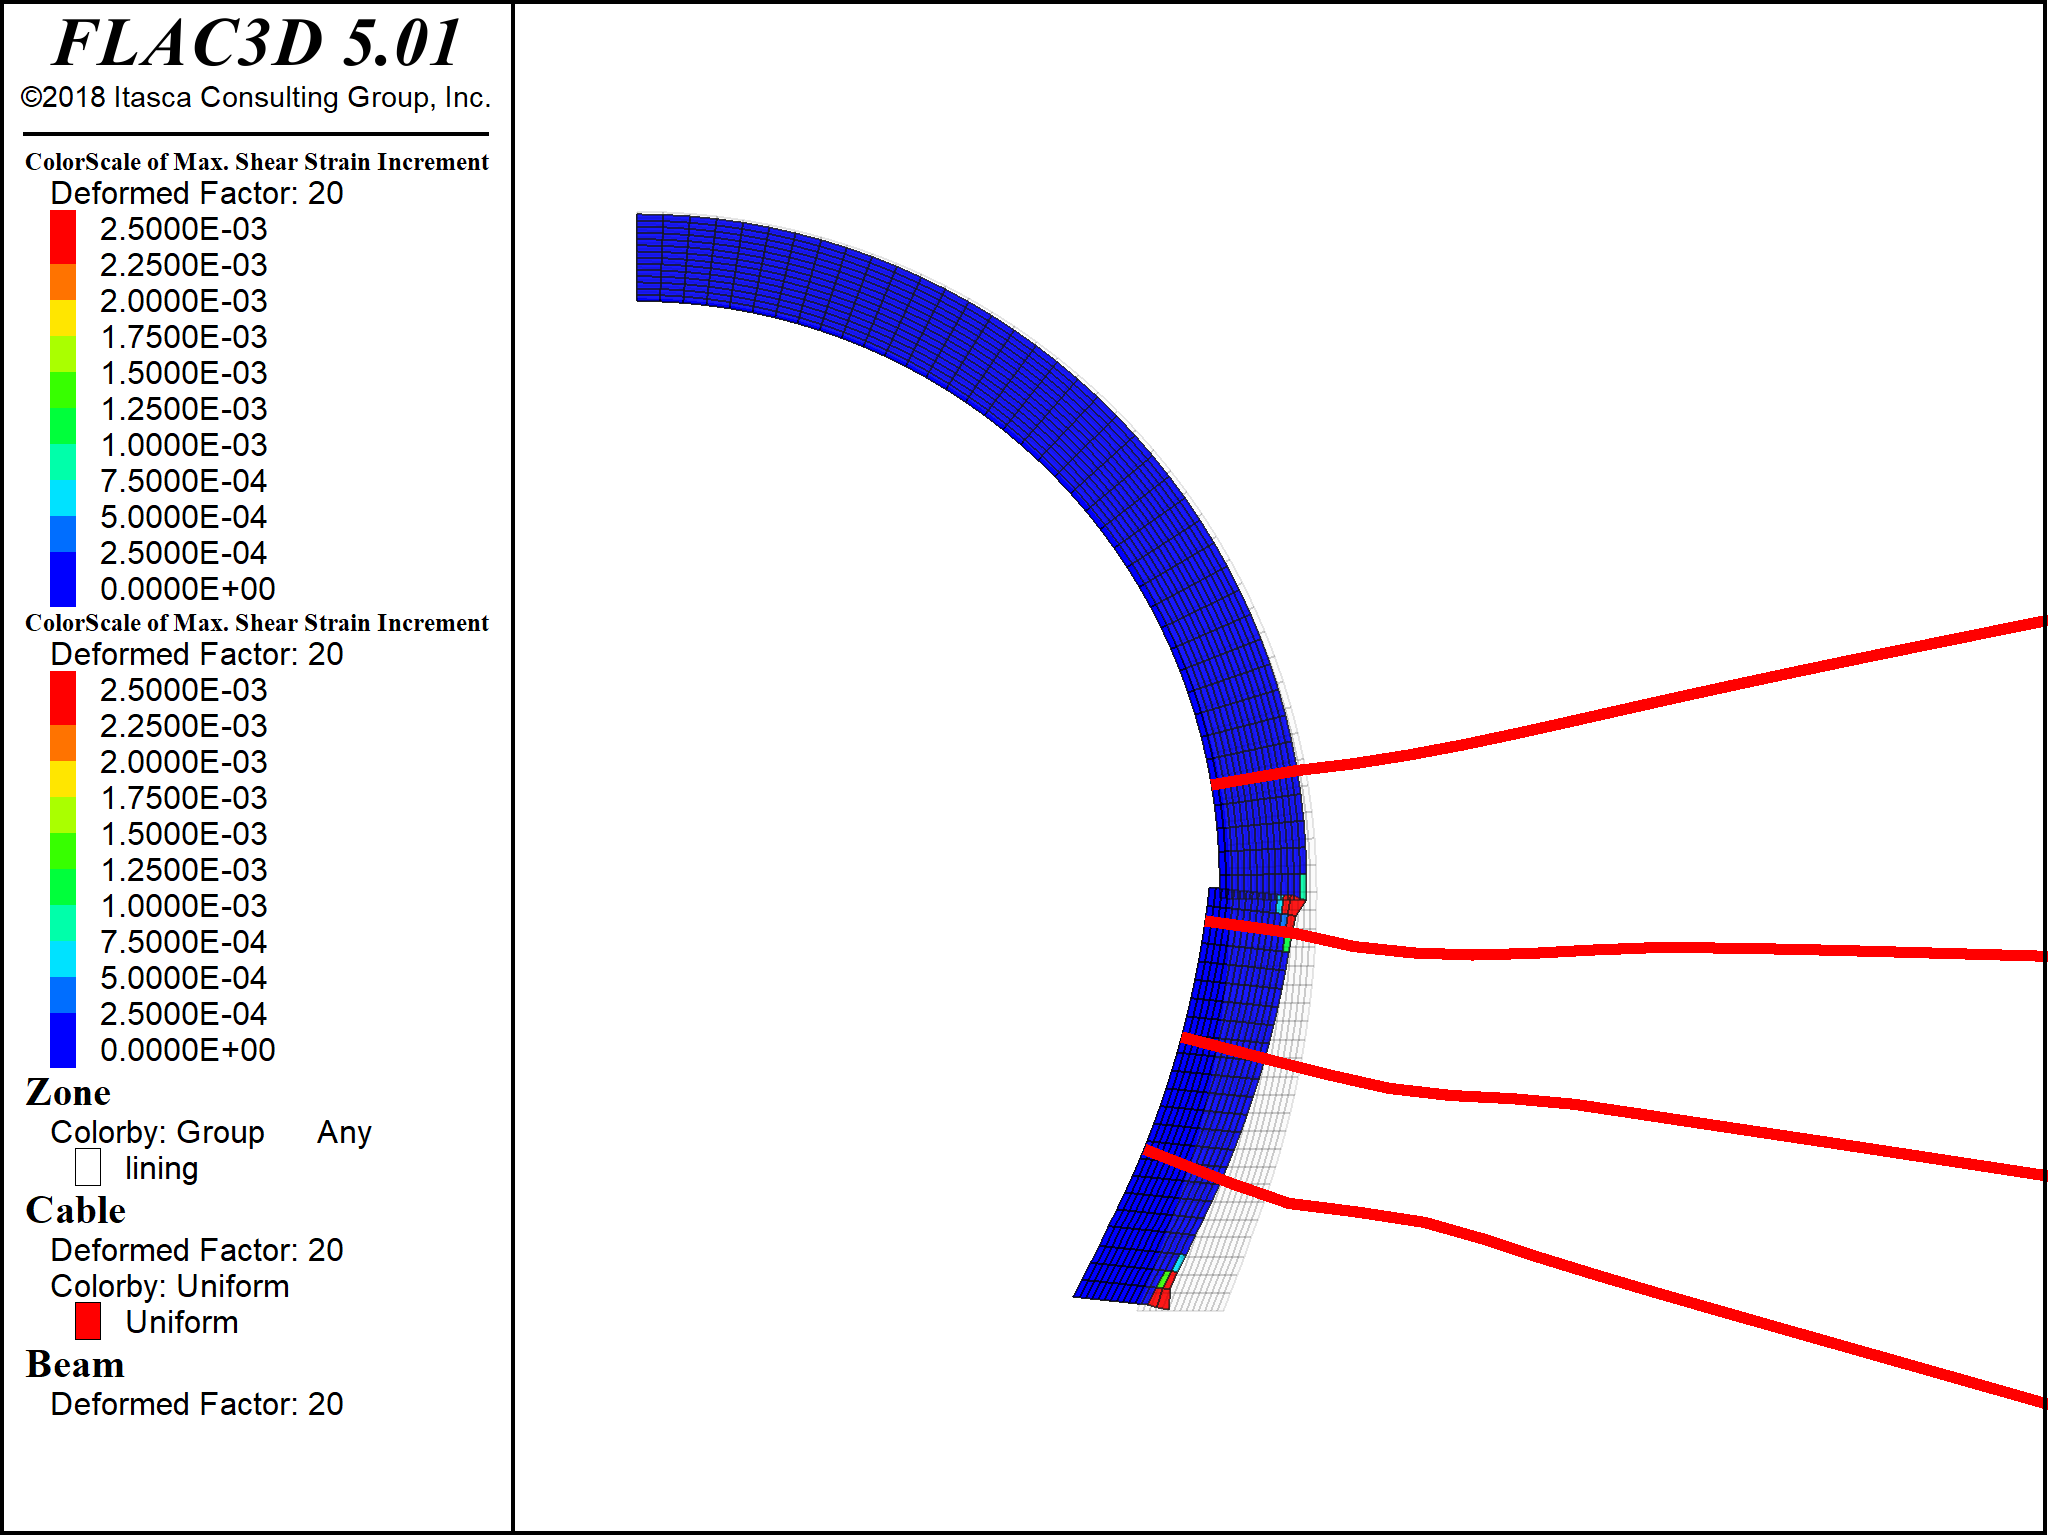 FLAC3D 5.01
©2018 Itasca Consulting Group, Inc.
ColorScale of Max. Shear Strain Increment
Deformed Factor: 20
2.5000E-03
2.2500E-03
2.0000E-03
1.7500E-03
1.5000E-03
1.2500E-03
1.0000E-03
7.5000E-04
5.0000E-04
2.5000E-04
0.0000E+00
ColorScale of Max. Shear Strain Increment
Deformed Factor: 20
2.5000E-03
2.2500E-03
2.0000E-03
1.7500E-03
1.5000E-03
1.2500E-03
1.0000E-03
7.5000E-04
5.0000E-04
2.5000E-04
0.0000E+00
Zone
Colorby: Group Any
lining
Cable
Deformed Factor: 20
Colorby: Uniform
Uniform
Beam
Deformed Factor: 20